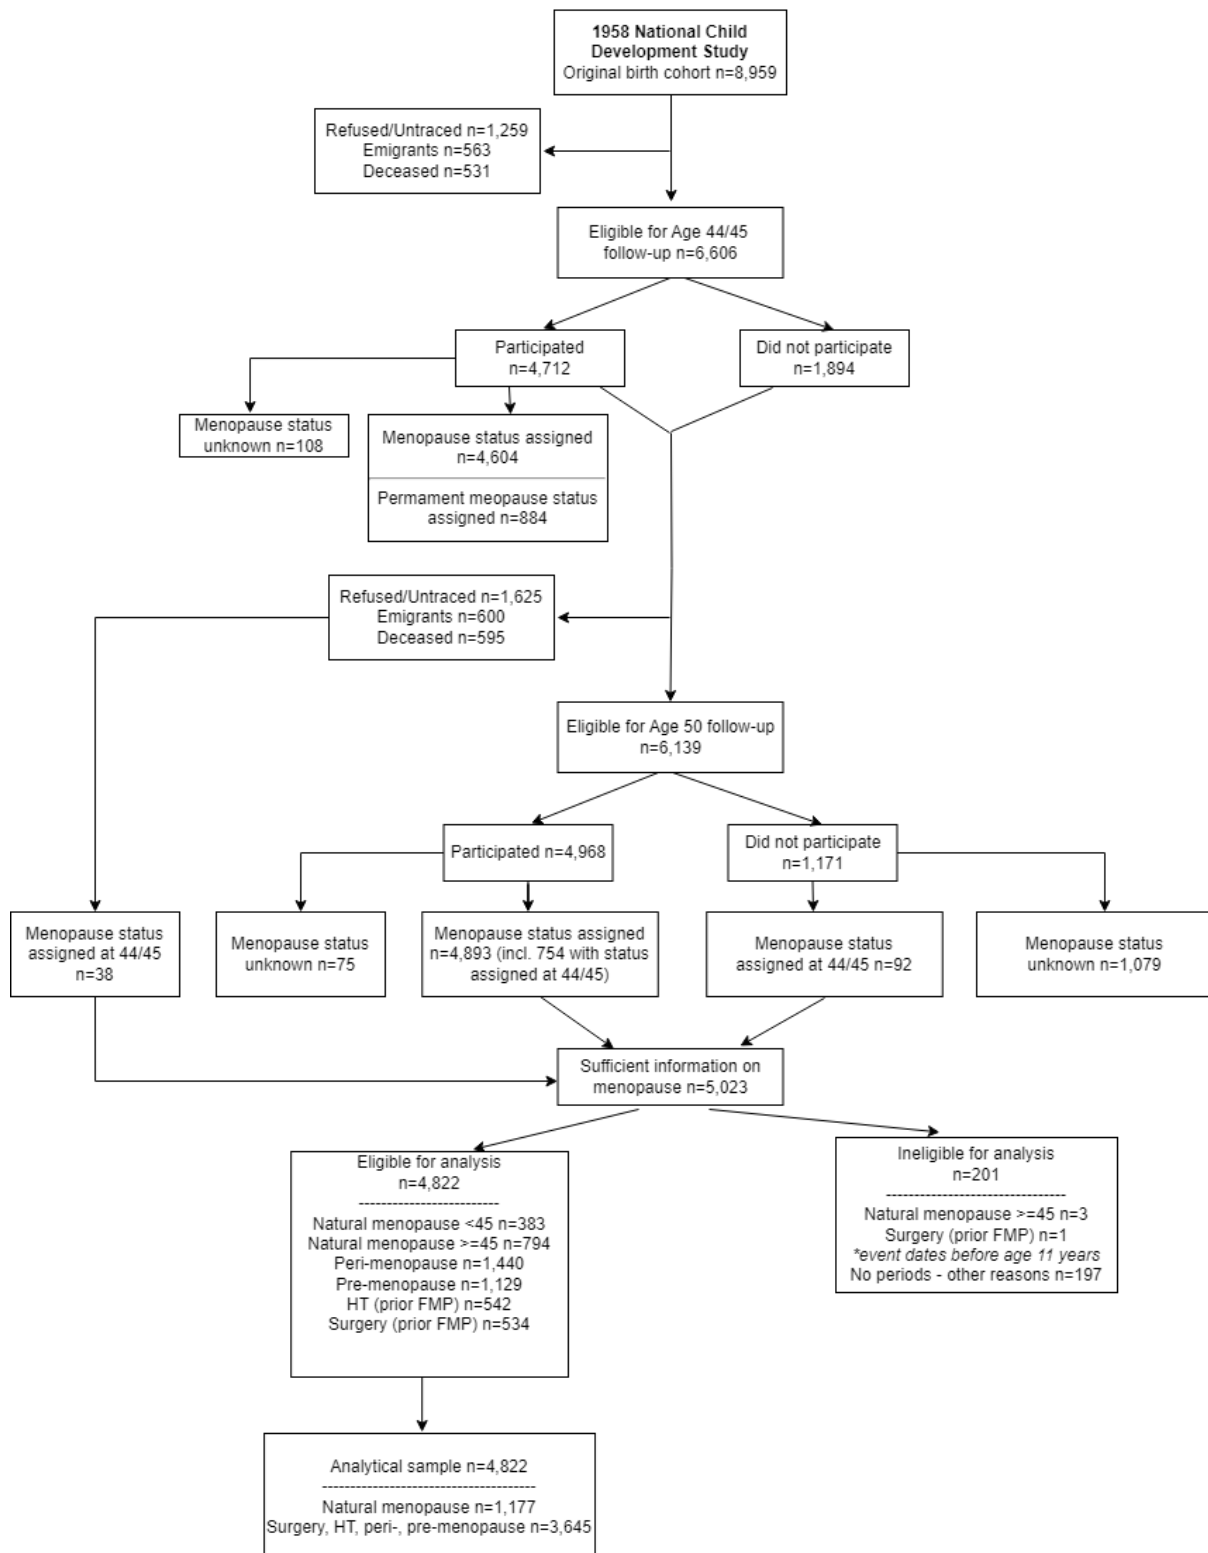 1958 National Child
Development Study
Original birth cohort n=8,959
Refused/Untraced n=1,259
Emigrants n=563
Deceased n=531
Eligible for Age 44/45
follow-up n=6,606
Participated
n=4,712
Did not participate
n=1,894
Menopause status
unknown n=108
Menopause status assigned
n=4,604
Permament meopause status
assigned n=884
Refused/Untraced n=1,625
Emigrants n=600
Deceased n=595
Eligible for Age 50 follow-up
n=6,139
Participated n=4,968
Did not participate
n=1,171
Menopause status
assigned at 44/45
n=38
Menopause status
unknown n=75
Menopause status assigned
n=4,893 (incl. 754 with status
assigned at 44/45)
Menopause status
assigned at 44/45 n=92
Menopause status
unknown n=1,079
Sufficient information on
menopause n=5,023
Eligible for analysis
n=4,822
-------------------------
Natural menopause <45 n=383
Natural menopause >=45 n=794
Peri-menopause n=1,440
Pre-menopause n=1,129
HT (prior FMP) n=542
Surgery (prior FMP) n=534
Ineligible for analysis
n=201
---------------------------------
Natural menopause >=45 n=3
Surgery (prior FMP) n=1
*event dates before age 11 years
No periods - other reasons n=197
Analytical sample n=4,822
---------------------------------------
Natural menopause n=1,177
Surgery, HT, peri-, pre-menopause n=3,645